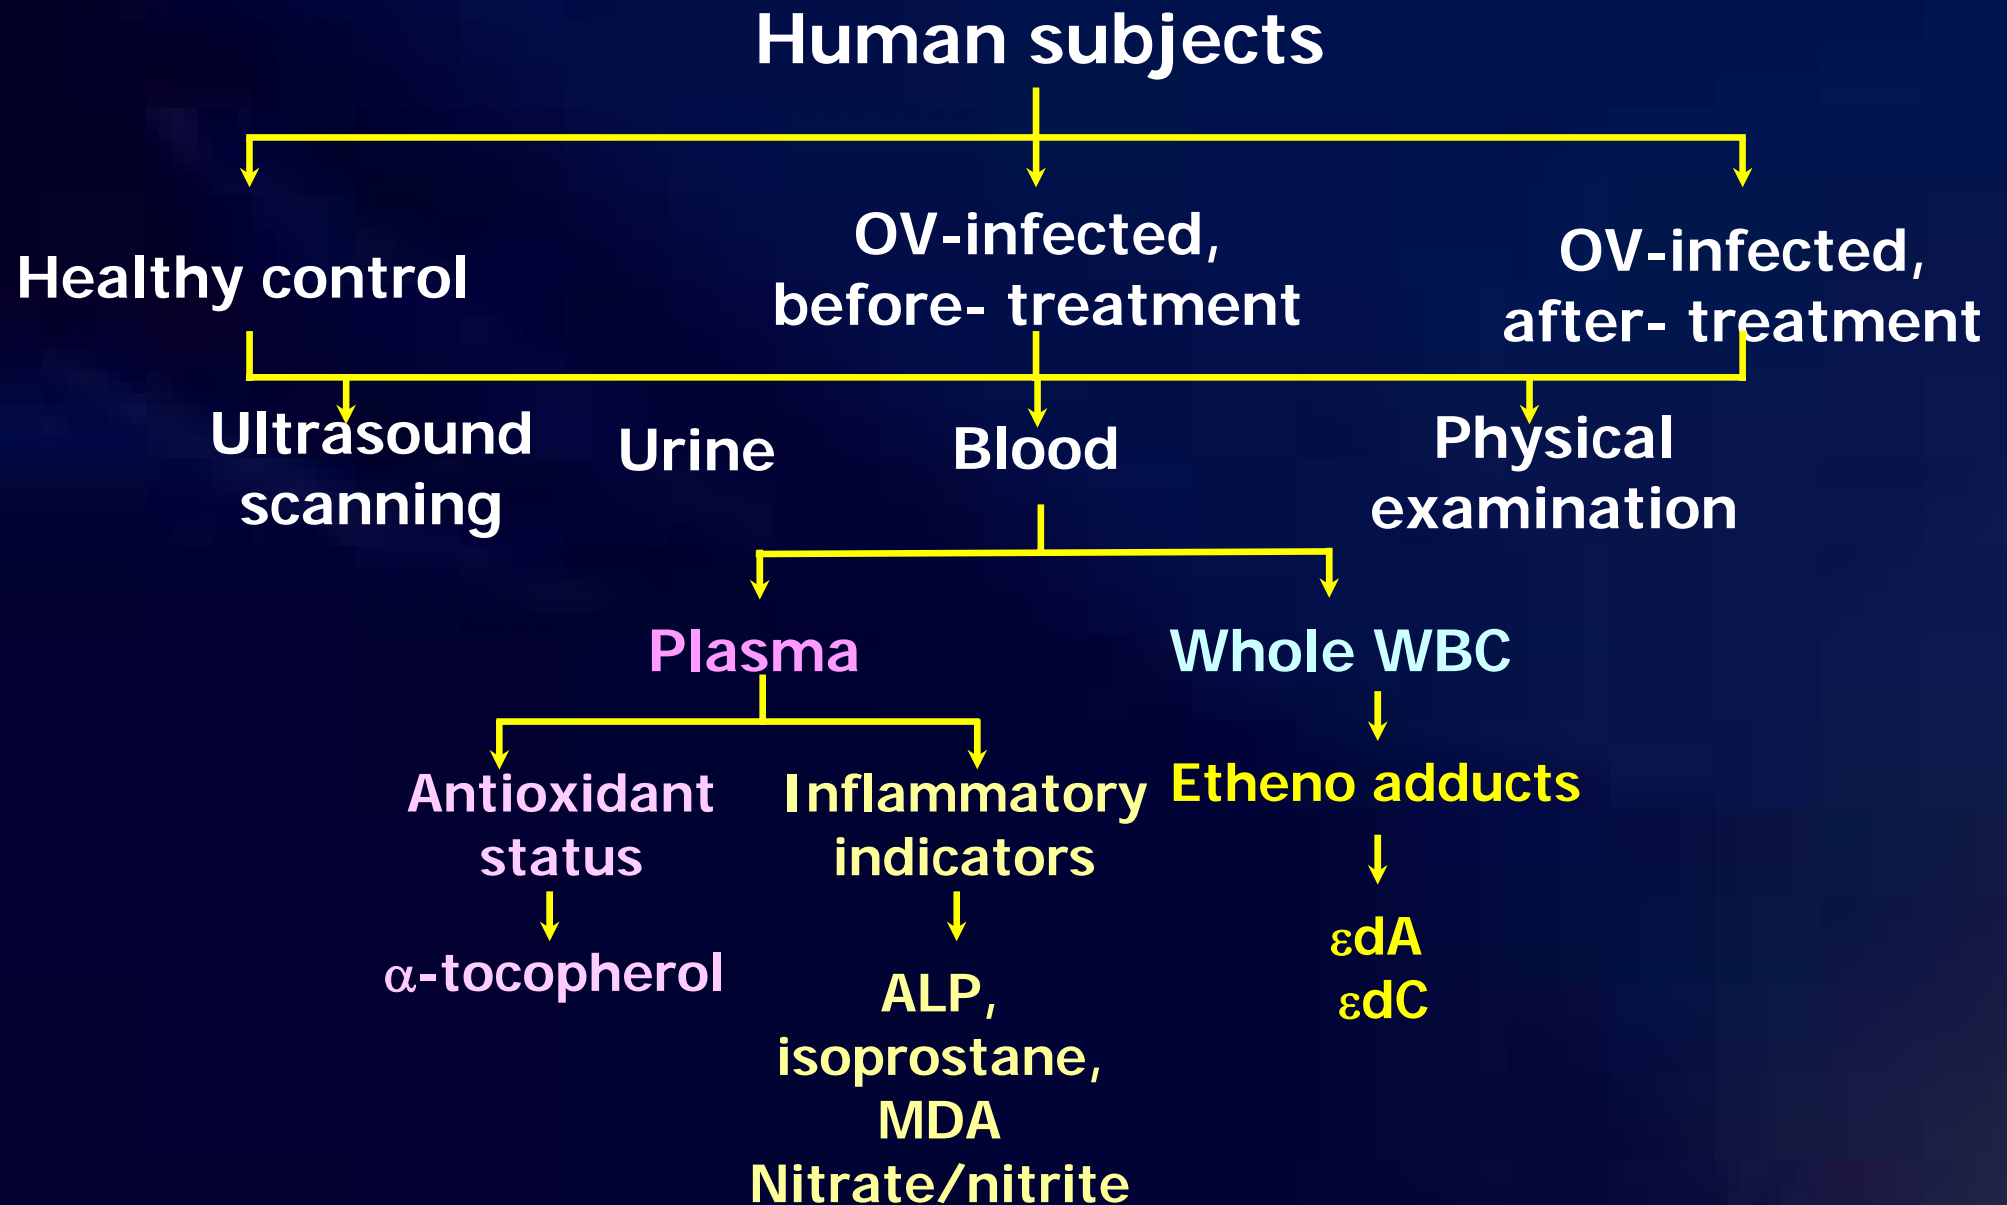 Human subjects
Healthy control
OV-infected,
before- treatment
OV-infected,
after- treatment
Ultrasound
scanning
Urine
Blood
Physical
examination
Plasma
Whole WBC
Antioxidant
status
Inflammatory
indicators
Etheno adducts
α-tocopherol
ALP,
isoprostane,
MDA
Nitrate/nitrite
εdA
εdC